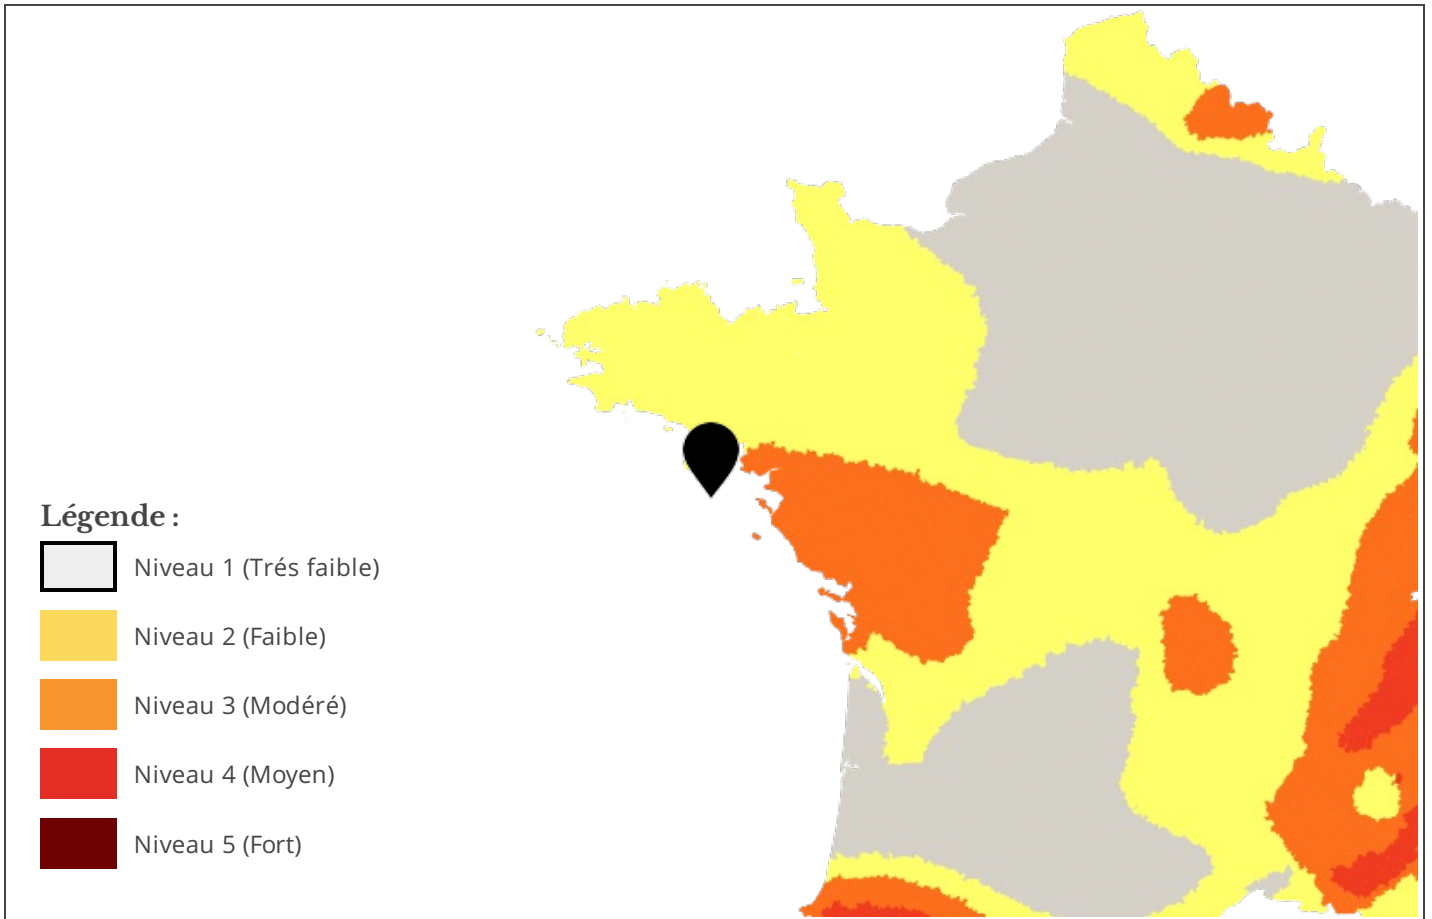 Légende :
Niveau 1 (Trés faible)
Niveau 2 (Faible)
Niveau 3 (Modéré)
Niveau 4 (Moyen)
Niveau 5 (Fort)